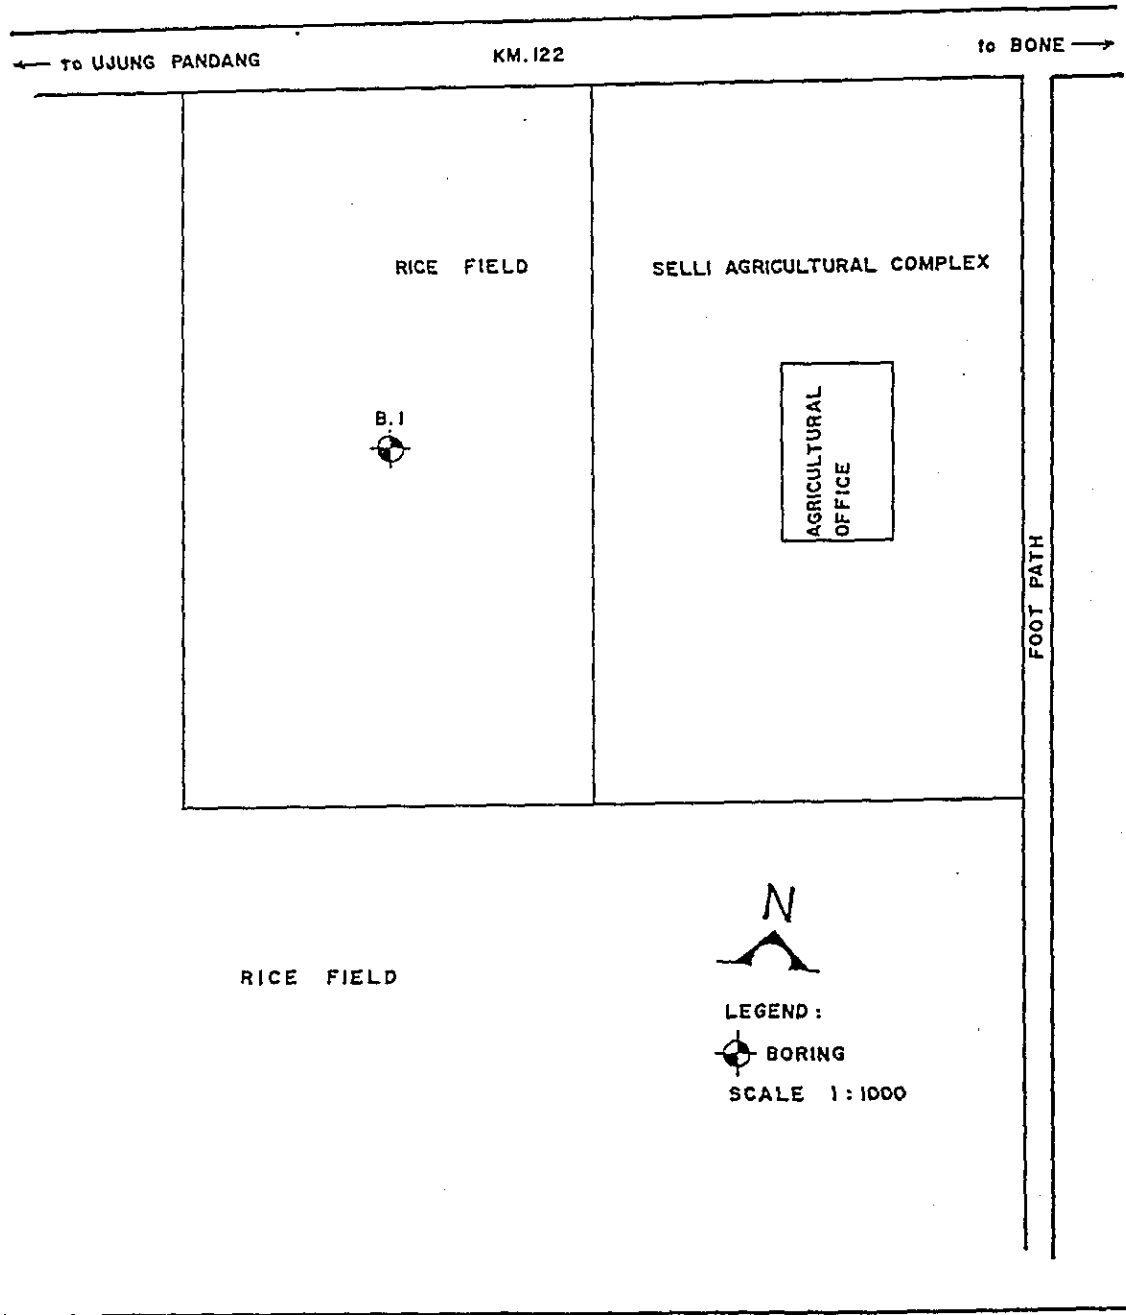 ← To UJUNG PANDANG
KM.122
to BONE →
RICE FIELD
SELLI AGRICULTURAL COMPLEX
B.1
AGRICULTURAL
OFFICE
FOOT PATH
RICE FIELD
N
LEGEND :
BORING
SCALE 1:1000